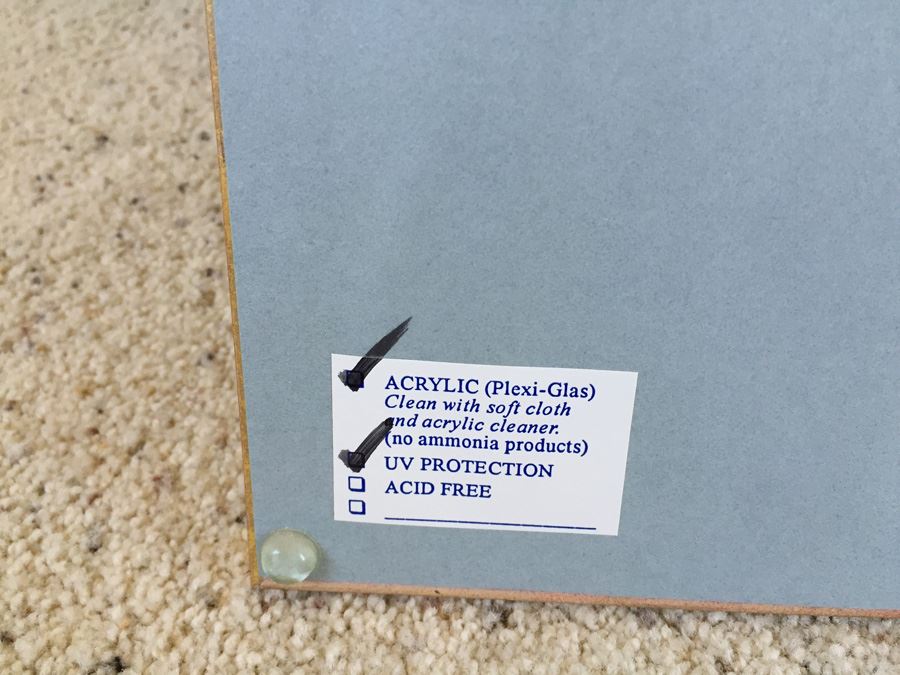 ACRYLIC (Plexi-Glas)
Clean with soft cloth
and acrylic cleaner.
(no ammonia products)
UV PROTECTION
ACID FREE